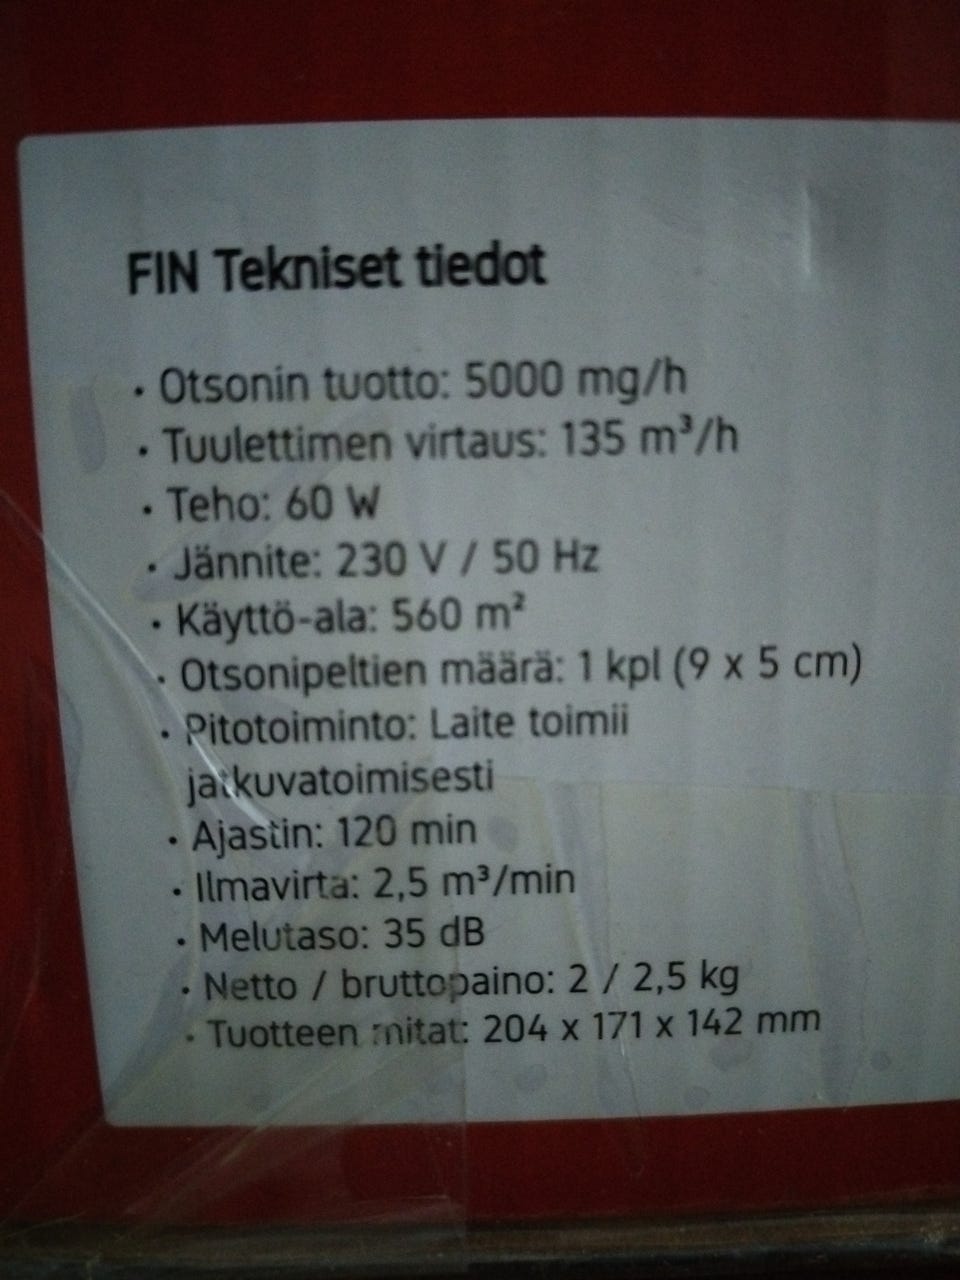 FIN Tekniset tiedot
· Otsonin tuotto: 5000 mg/h
· Tuulettimen virtaus: 135 m³/h
· Teho: 60 W
· Jännite: 230 V / 50 Hz
· Käyttö-ala: 560 m²
· Otsonipeltien määrä: 1 kpl (9 x 5 cm)
· Pitotoiminto: Laite toimii
jatkuvatoimisesti
· Ajastin: 120 min
· Ilmavirta: 2,5 m³/min
· Melutaso: 35 dB
· Netto / bruttopaino: 2 / 2,5 kg
· Tuotteen mitat: 204 x 171 x 142 mm